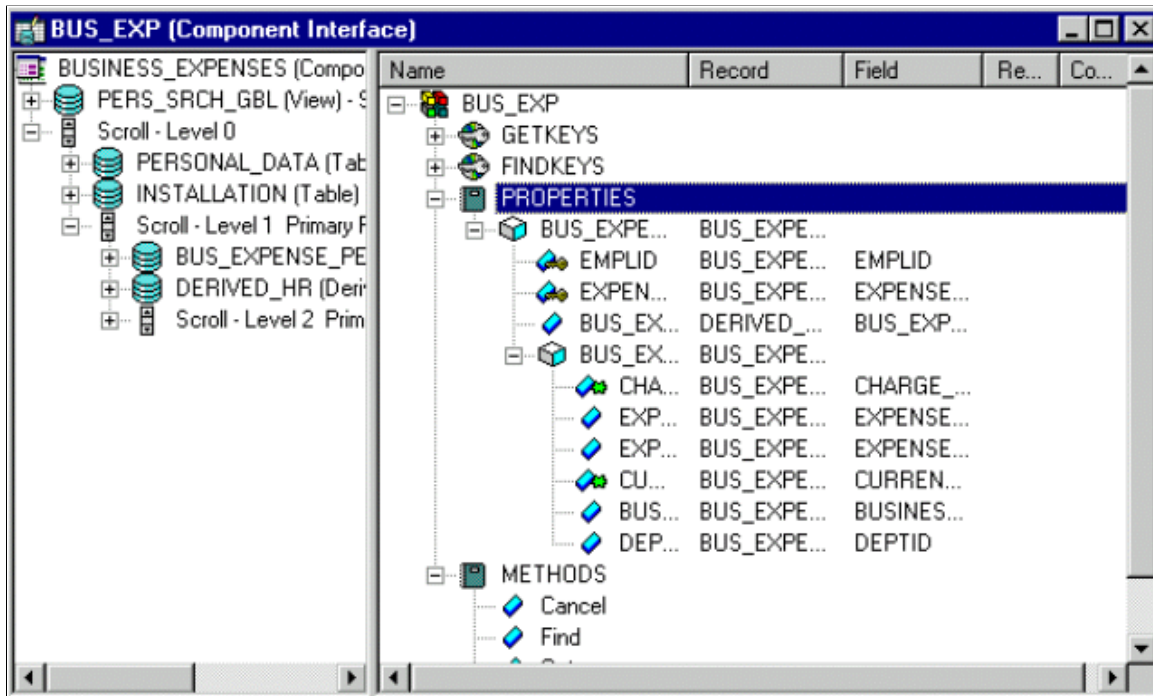 BUS_EXP (Component Interface)
BUSINESS_EXPENSES (Compo
PERS_SRCH_GBL (View) - S
Scroll - Level 0
PERSONAL_DATA (Tab
INSTALLATION (Table)
Scroll - Level 1 Primary F
BUS_EXPENSE_PE
DERIVED_HR (Deri
Scroll - Level 2 Prim
Name Record Field Re... Co...
BUS_EXP
GETKEYS
FINDKEYS
PROPERTIES
BUS_EXPE... BUS_EXPE...
EMPLID BUS_EXPE... EMPLID
EXPEN... BUS_EXPE... EXPENSE...
BUS_EX... DERIVED_... BUS_EXP...
BUS_EX... BUS_EXPE...
CHA... BUS_EXPE... CHARGE_...
EXP... BUS_EXPE... EXPENSE...
EXP... BUS_EXPE... EXPENSE...
CU... BUS_EXPE... CURREN...
BUS... BUS_EXPE... BUSINES...
DEP... BUS_EXPE... DEPTID
METHODS
Cancel
Find